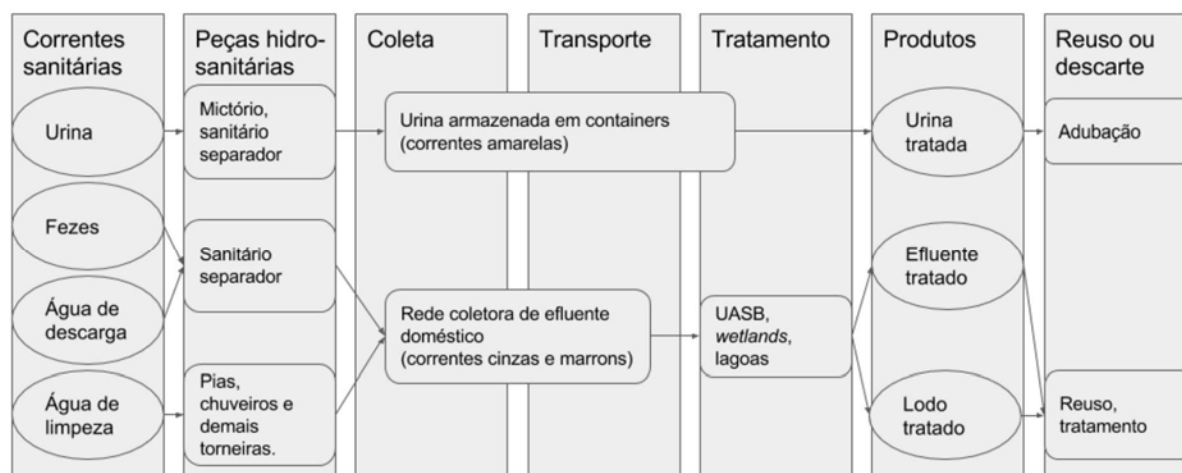 Correntes
sanitárias
Peças hidro-
sanitárias
Coleta
Transporte
Tratamento
Produtos
Reuso ou
descarte
Urina
Mictório,
sanitário
separador
Urina armazenada em containers
(correntes amarelas)
Urina
tratada
Adubação
Fezes
Sanitário
separador
Efluente
tratado
Água de
descarga
Rede coletora de efluente
doméstico
(correntes cinzas e marrons)
UASB,
wetlands,
lagoas
Água de
limpeza
Pias,
chuveiros e
demais
torneiras.
Lodo
tratado
Reuso,
tratamento